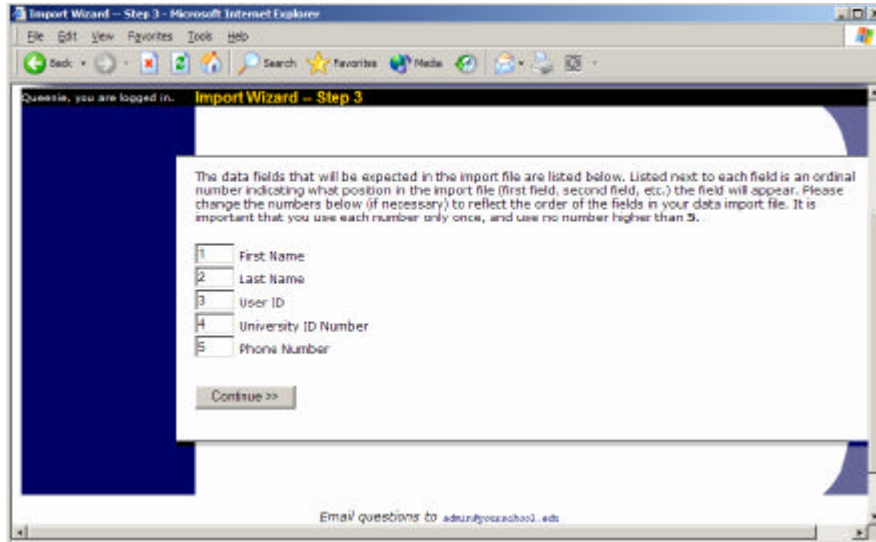 Import Wizard -- Step 3 - Microsoft Internet Explorer
File Edit View Favorites Tools Help
Back Search Favorites Media
Queenie, you are logged in. Import Wizard -- Step 3
The data fields that will be expected in the import file are listed below. Listed next to each field is an ordinal
number indicating what position in the import file (first field, second field, etc.) the field will appear. Please
change the numbers below (if necessary) to reflect the order of the fields in your data import file. It is
important that you use each number only once, and use no number higher than 5.
1 First Name
2 Last Name
3 User ID
4 University ID Number
5 Phone Number
Continue >>
Email questions to admin@yourschool.edu